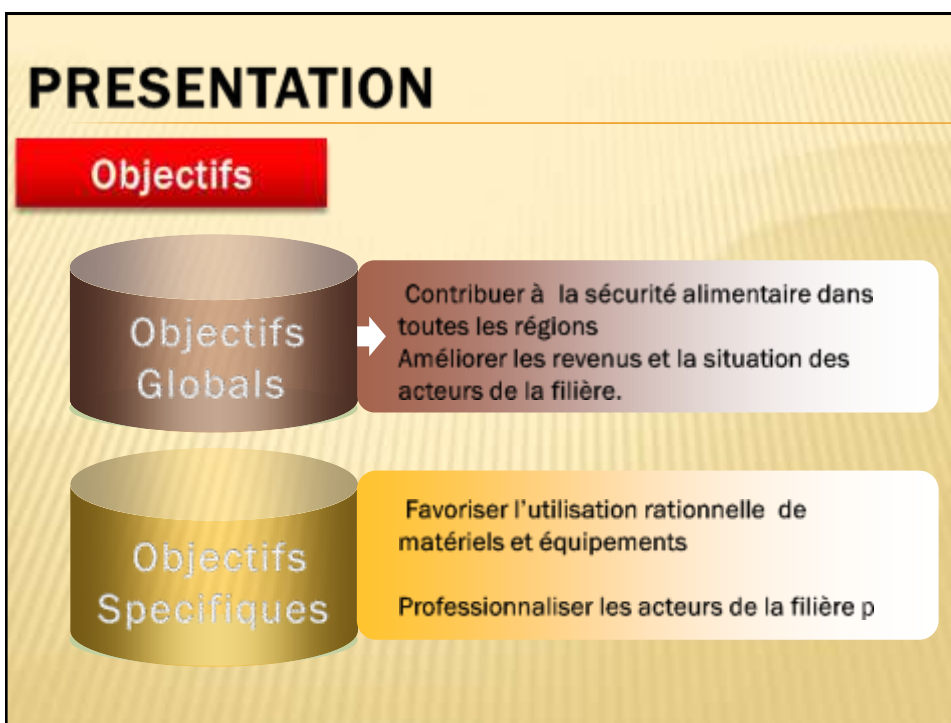 PRESENTATION
Objectifs
Objectifs
Globals
Contribuer à la sécurité alimentaire dans
toutes les régions
Améliorer les revenus et la situation des
acteurs de la filière.
Objectifs
Spécifiques
Favoriser l'utilisation rationnelle de
matériels et équipements
Professionnaliser les acteurs de la filière p